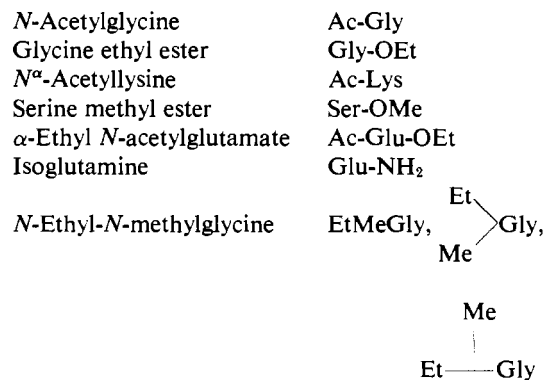 N-Acetylglycine Ac-Gly
Glycine ethyl ester Gly-OEt
Nα-Acetyllysine Ac-Lys
Serine methyl ester Ser-OMe
α-Ethyl N-acetylglutamate Ac-Glu-OEt
Isoglutamine Glu-NH₂
Et
N-Ethyl-N-methylglycine EtMeGly, Gly,
Me
Me
Et Gly